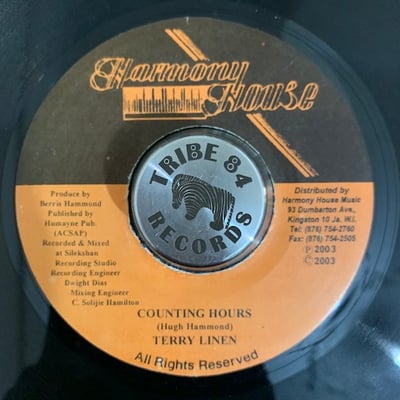 Harmony
House
TRIBE 84
RECORDS
Produce by
Berris Hammond
Published by
Humayne Pub.
(ACSAP)
Recorded & Mixed
at Silekshan
Recording Studio
Recording Engineer
Dwight Dias
Mixing Engineer
C. Solijie Hamilton
Distributed by
Harmony House Music
93 Dumbarton Ave,
Kingston 10 Ja. W.I.
Tel: (876) 754-2760
Fax: (876) 754-2505
℗ 2003
© 2003
COUNTING HOURS
(Hugh Hammond)
TERRY LINEN
All Rights Reserved